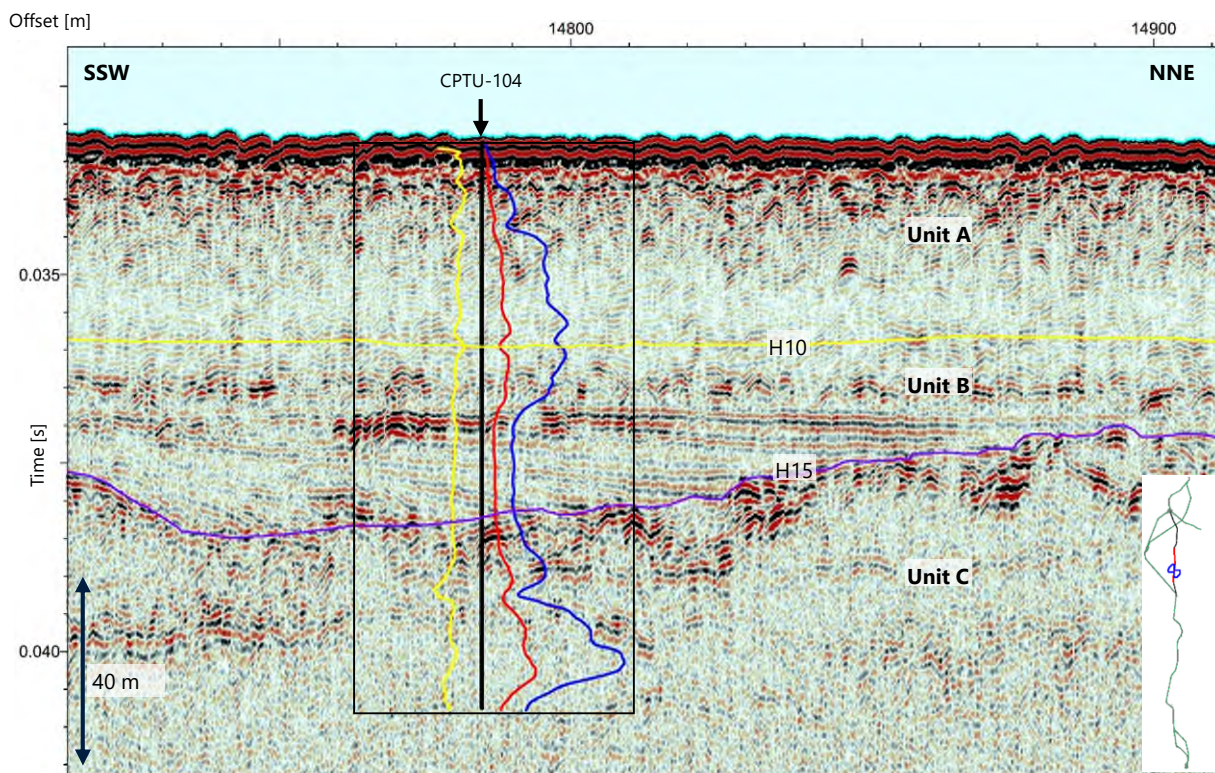 Offset [m]
14800
14900
SSW
CPTU-104
NNE
Unit A
0.035
H10
Unit B
Time [s]
H15
Unit C
0.040
40 m